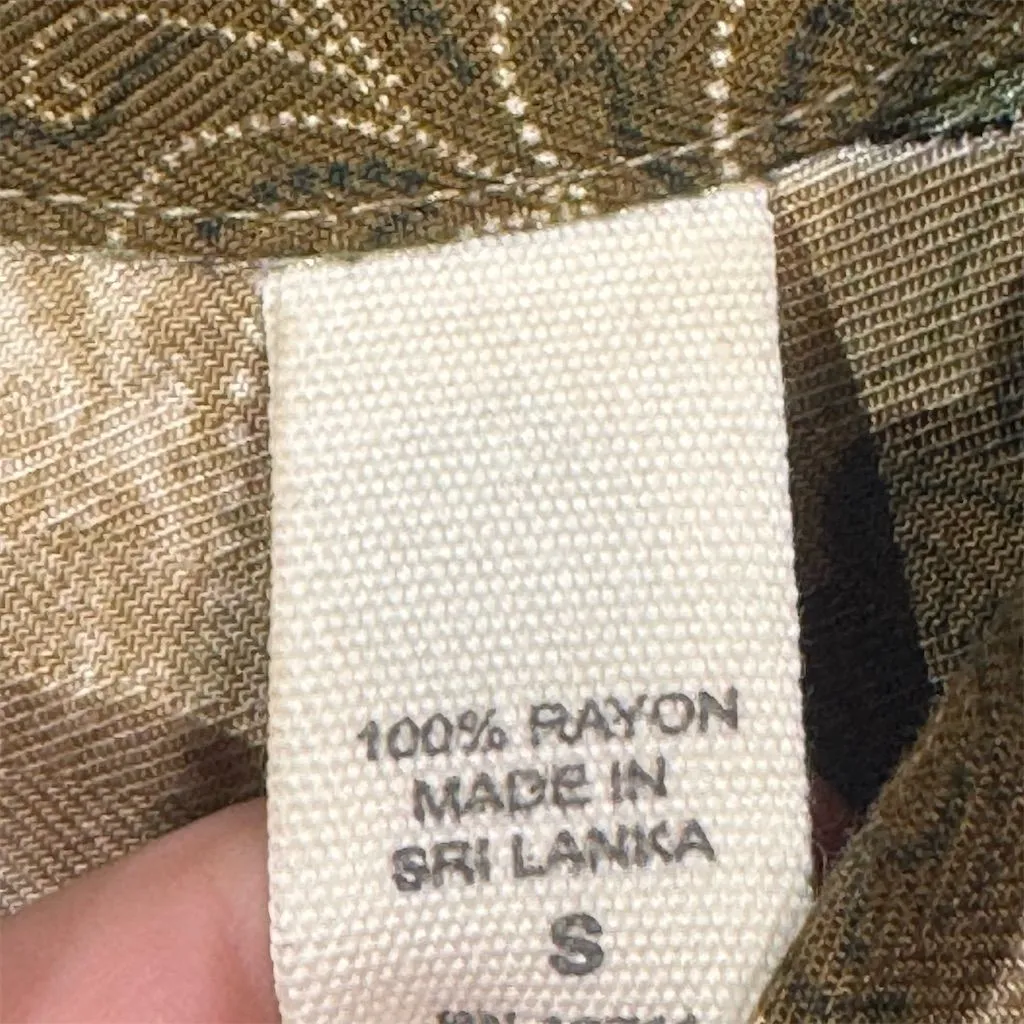 100% RAYON
MADE IN
SRI LANKA
S